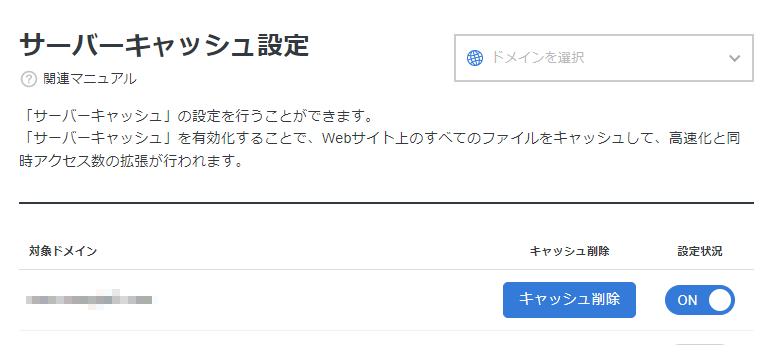 サーバーキャッシュ設定
ドメインを選択
関連マニュアル
「サーバーキャッシュ」の設定を行うことができます。
「サーバーキャッシュ」を有効化することで、Webサイト上のすべてのファイルをキャッシュして、高速化と同
時アクセス数の拡張が行われます。
対象ドメイン キャッシュ削除 設定状況
キャッシュ削除 ON